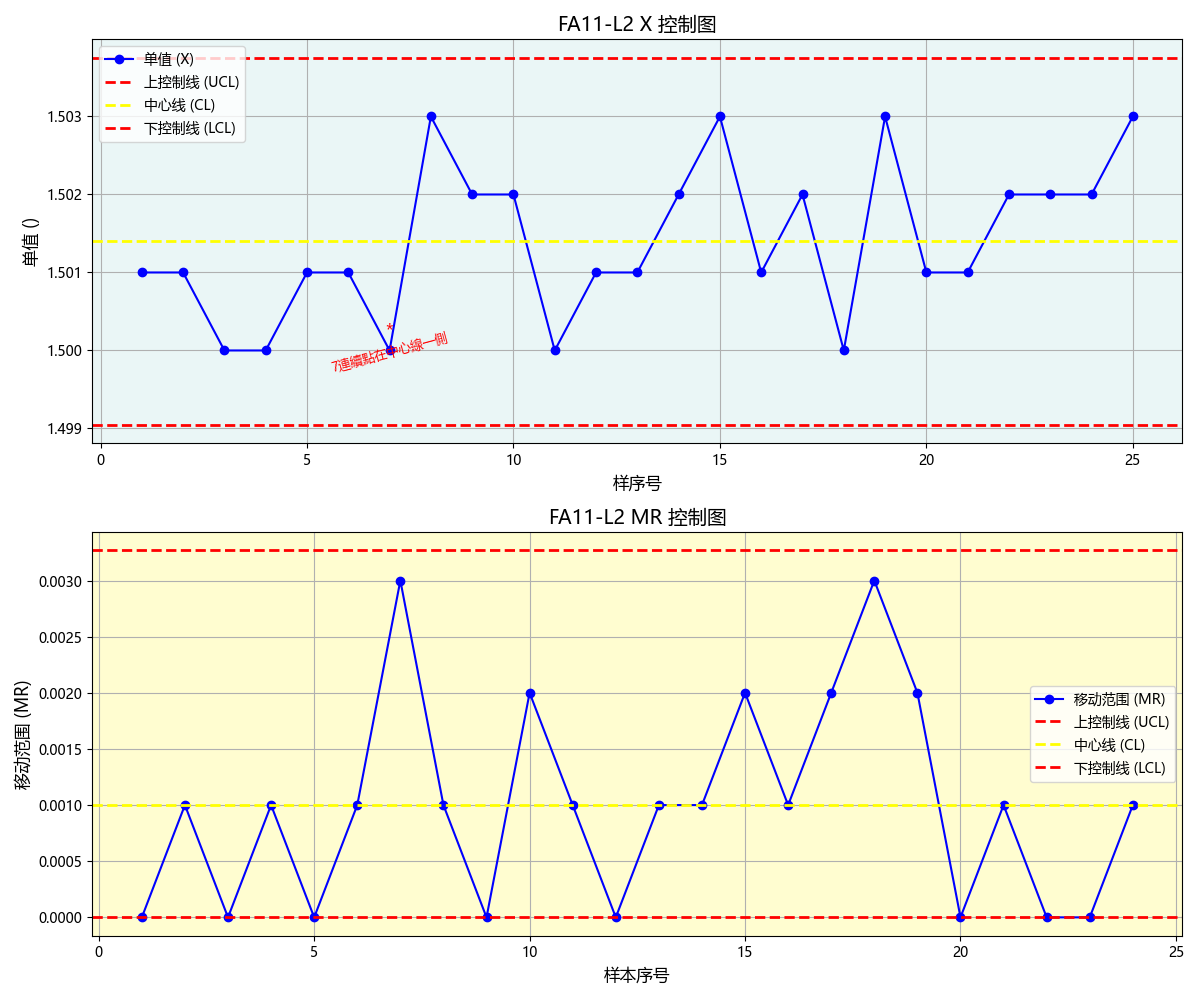 FA11-L2 X 控制图
单值 (X)
上控制线 (UCL)
中心线 (CL)
下控制线 (LCL)
单值 ()
1.503
1.502
1.501
1.500
1.499
*
7連續點在中心線一側
0 5 10 15 20 25
样序号
FA11-L2 MR 控制图
移动范围 (MR)
0.0030
0.0025
0.0020
0.0015
0.0010
0.0005
0.0000
移动范围 (MR)
上控制线 (UCL)
中心线 (CL)
下控制线 (LCL)
0 5 10 15 20 25
样本序号